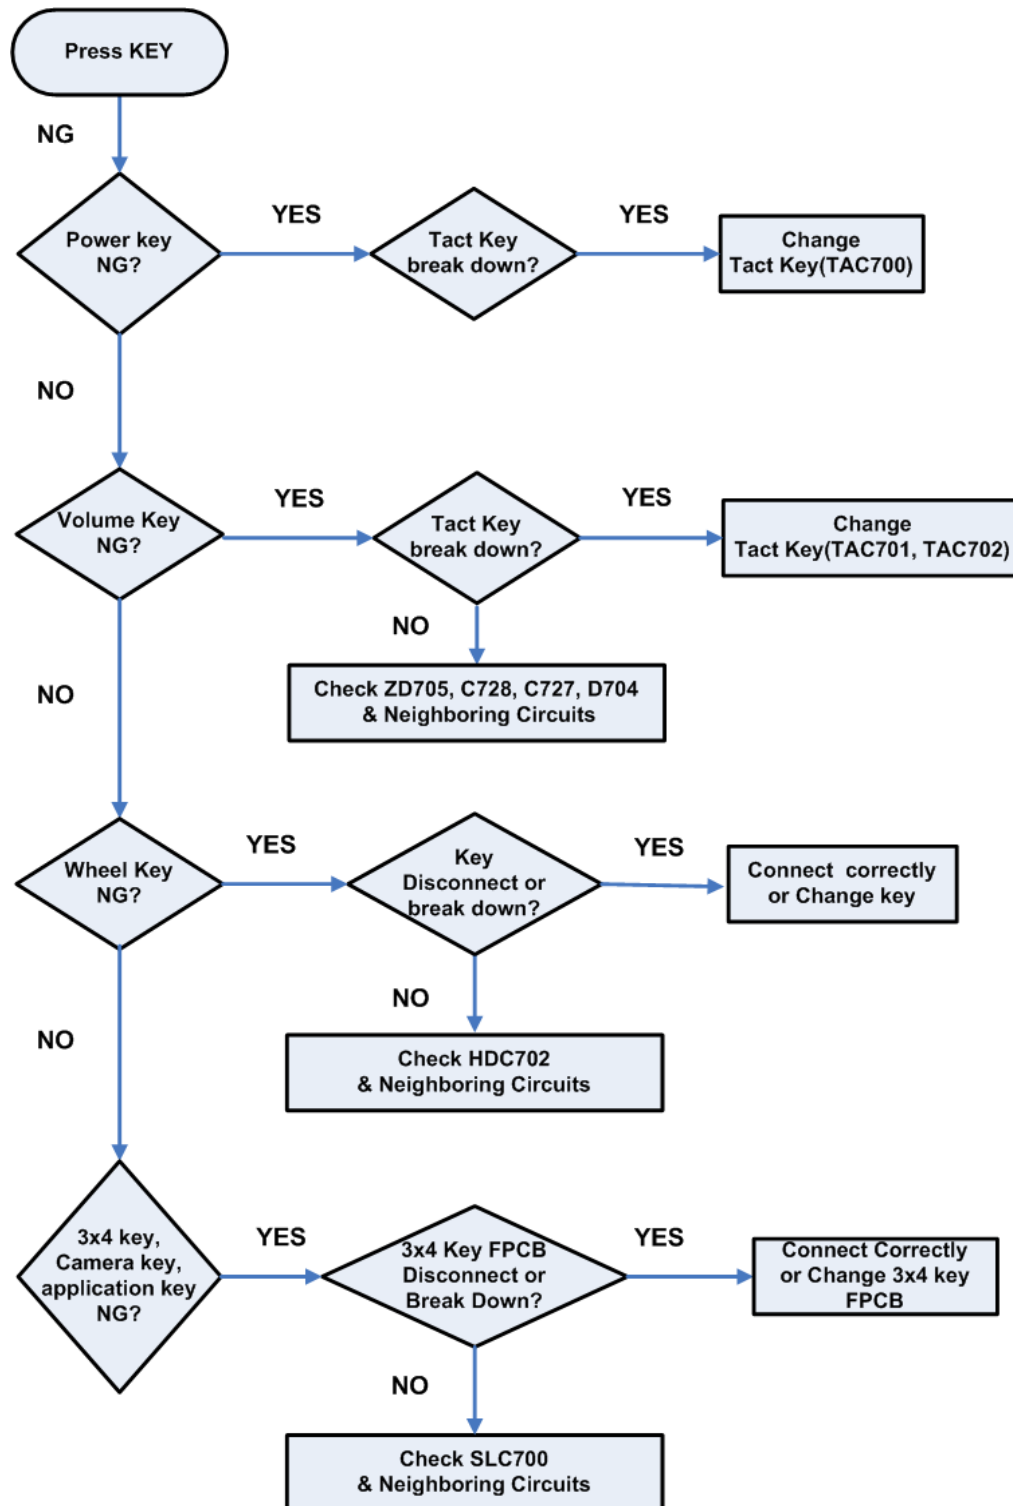 Press KEY
NG
Power key
NG?
YES
Tact Key
break down?
YES
Change
Tact Key(TAC700)
NO
Volume Key
NG?
YES
Tact Key
break down?
YES
Change
Tact Key(TAC701, TAC702)
NO
Check ZD705, C728, C727, D704
& Neighboring Circuits
NO
Wheel Key
NG?
YES
Key
Disconnect or
break down?
YES
Connect  correctly
or Change key
NO
Check HDC702
& Neighboring Circuits
NO
3x4 key,
Camera key,
application key
NG?
YES
3x4 Key FPCB
Disconnect or
Break Down?
YES
Connect Correctly
or Change 3x4 key
FPCB
NO
Check SLC700
& Neighboring Circuits